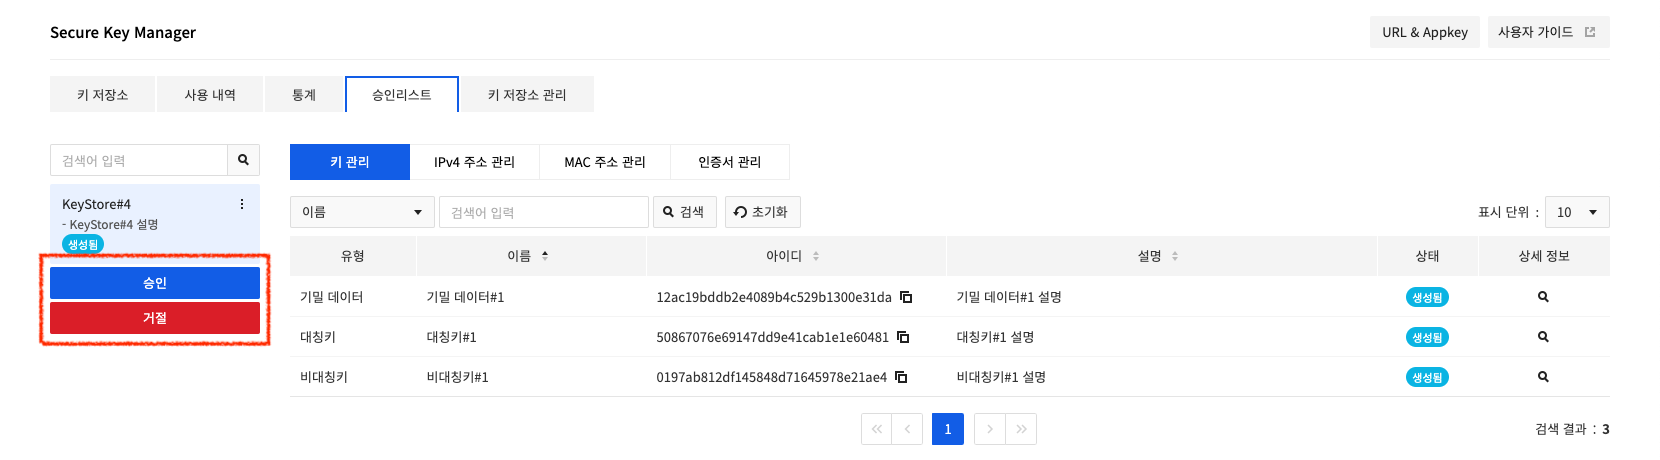 Secure Key Manager
URL & Appkey
사용자 가이드
키 저장소
사용 내역
통계
승인리스트
키 저장소 관리
검색어 입력
KeyStore#4
- KeyStore#4 설명
생성됨
승인
거절
키 관리
IPv4 주소 관리
MAC 주소 관리
인증서 관리
이름
검색어 입력
검색
초기화
표시 단위 :
10
유형 이름 아이디 설명 상태 상세 정보
기밀 데이터 기밀 데이터#1 12ac19bddb2e4089b4c529b1300e31da 기밀 데이터#1 설명 생성됨
대칭키 대칭키#1 50867076e69147dd9e41cab1e1e60481 대칭키#1 설명 생성됨
비대칭키 비대칭키#1 0197ab812df145848d71645978e21ae4 비대칭키#1 설명 생성됨
1
검색 결과 : 3